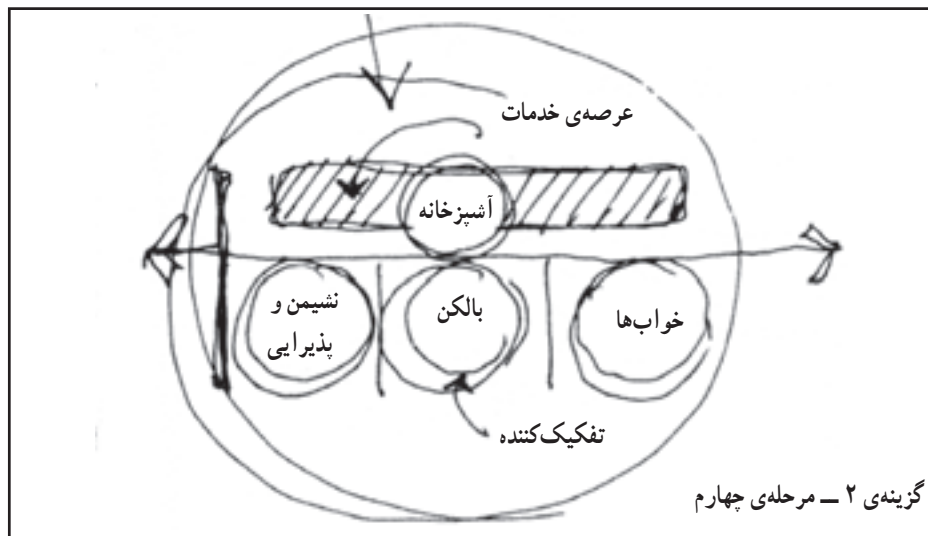 عرصه‌ی خدمات
آشپزخانه
نشیمن و
پذیرایی
بالکن
خواب‌ها
تفکیک‌کننده
گزینه‌ی ۲ ــ مرحله‌ی چهارم